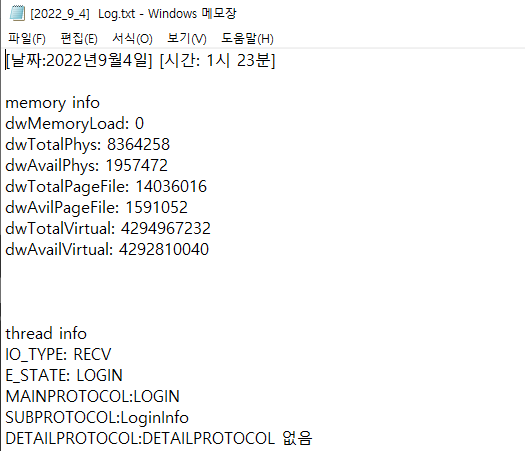 [2022_9_4] Log.txt - Windows 메모장
파일(F) 편집(E) 서식(O) 보기(V) 도움말(H)
[날짜:2022년9월4일] [시간: 1시 23분]
memory info
dwMemoryLoad: 0
dwTotalPhys: 8364258
dwAvailPhys: 1957472
dwTotalPageFile: 14036016
dwAvilPageFile: 1591052
dwTotalVirtual: 4294967232
dwAvailVirtual: 4292810040
thread info
IO_TYPE: RECV
E_STATE: LOGIN
MAINPROTOCOL:LOGIN
SUBPROTOCOL:LoginInfo
DETAILPROTOCOL:DETAILPROTOCOL 없음